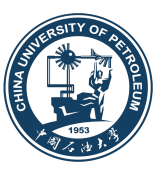 CHINA UNIVERSITY OF PETROLEUM
1953
中国石油大学